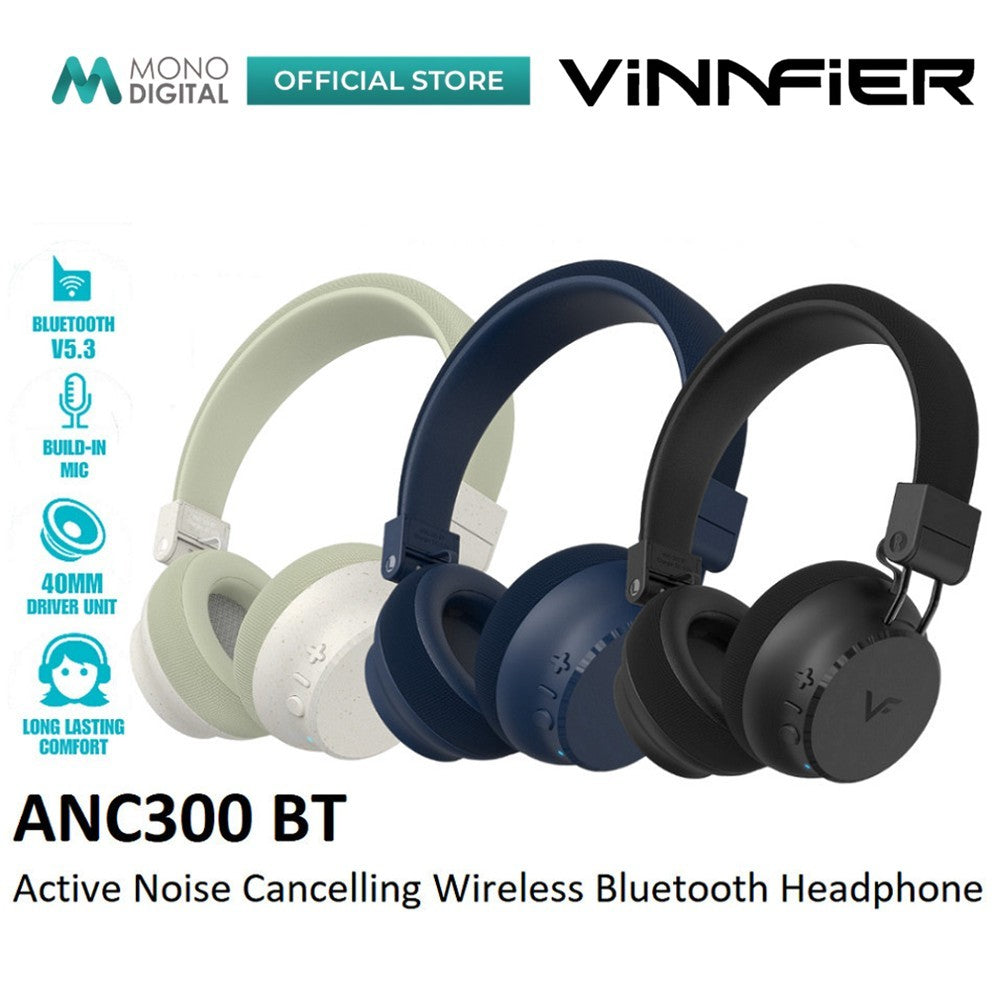 MONO
DIGITAL
OFFICIAL STORE
ViNNFiER
BLUETOOTH
V5.3
BUILD-IN
MIC
40MM
DRIVER UNIT
LONG LASTING
COMFORT
VF
ANC300 BT
Active Noise Cancelling Wireless Bluetooth Headphone